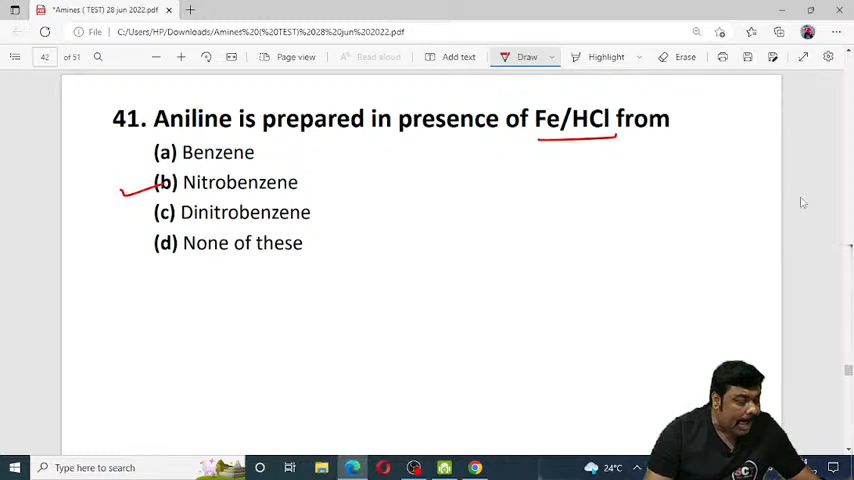 *Amines ( TEST) 28 jun 2022.pdf
File
C:/Users/HP/Downloads/Amines%20(%20TEST)%2028%20jun%202022.pdf
42 of 51
Page view
Read aloud
Add text
Draw
Highlight
Erase
41. Aniline is prepared in presence of Fe/HCl from
(a) Benzene
(b) Nitrobenzene
(c) Dinitrobenzene
(d) None of these
Type here to search
24°C